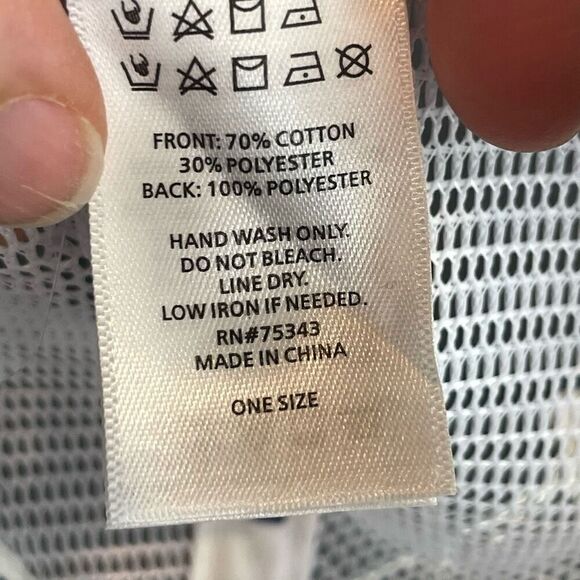 FRONT: 70% COTTON
30% POLYESTER
BACK: 100% POLYESTER
HAND WASH ONLY.
DO NOT BLEACH.
LINE DRY.
LOW IRON IF NEEDED.
RN#75343
MADE IN CHINA
ONE SIZE